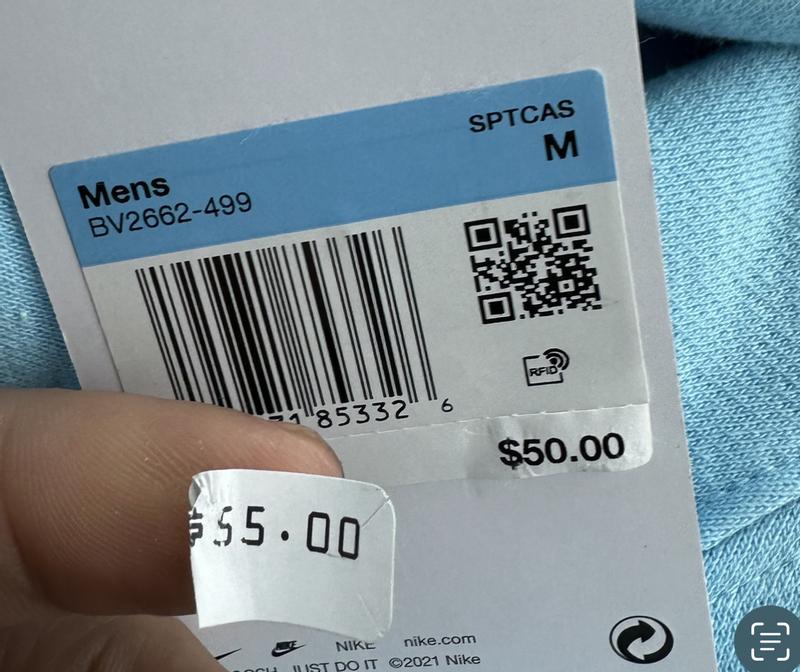 SPTCAS
M
Mens
BV2662-499
RFID
85332 6
$50.00
$55.00
NIKE nike.com
JUST DO IT ©2021 Nike